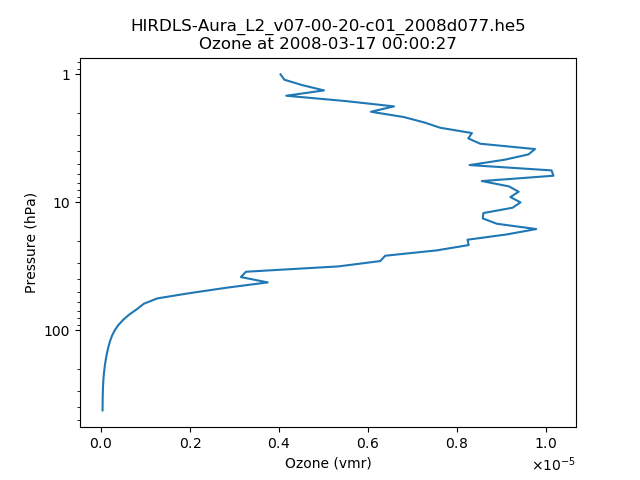 HIRDLS-Aura_L2_v07-00-20-c01_2008d077.he5
Ozone at 2008-03-17 00:00:27
1
10
100
Pressure (hPa)
0.0 0.2 0.4 0.6 0.8 1.0
Ozone (vmr)
×10⁻⁵